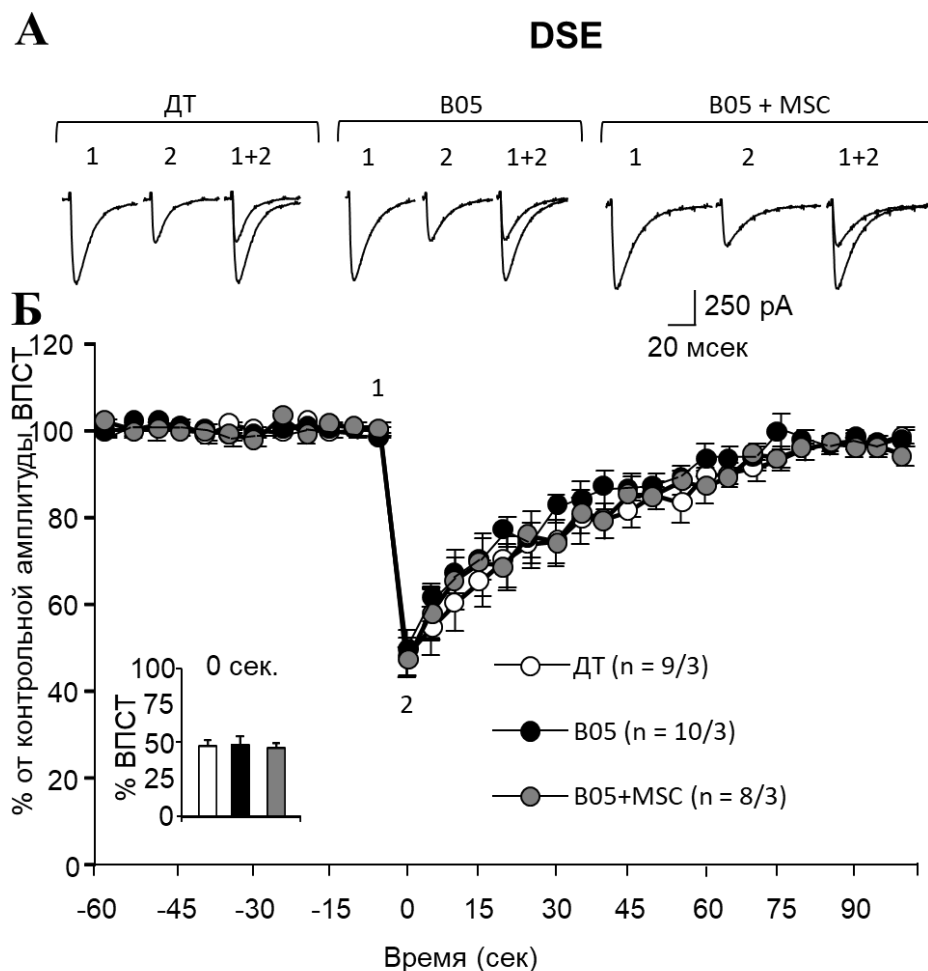 А
DSE
ДТ B05 B05 + MSC
1 2 1+2 1 2 1+2 1 2 1+2
250 pA
20 мсек
Б
% от контрольной амплитуды ВПСТ
120
100
80
60
40
20
0
1
2
0 сек.
% ВПСТ
100
75
50
25
0
ДТ (n = 9/3)
B05 (n = 10/3)
B05+MSC (n = 8/3)
-60 -45 -30 -15 0 15 30 45 60 75 90
Время (сек)